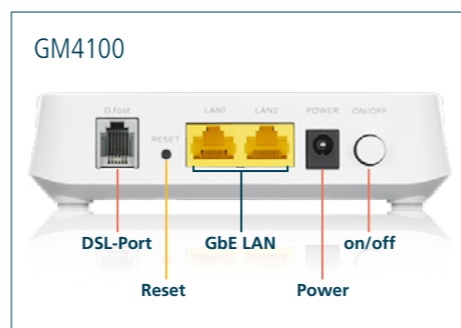 GM4100
G.fast
RESET
LAN1 LAN2
POWER ON/OFF
DSL-Port GbE LAN on/off
Reset Power